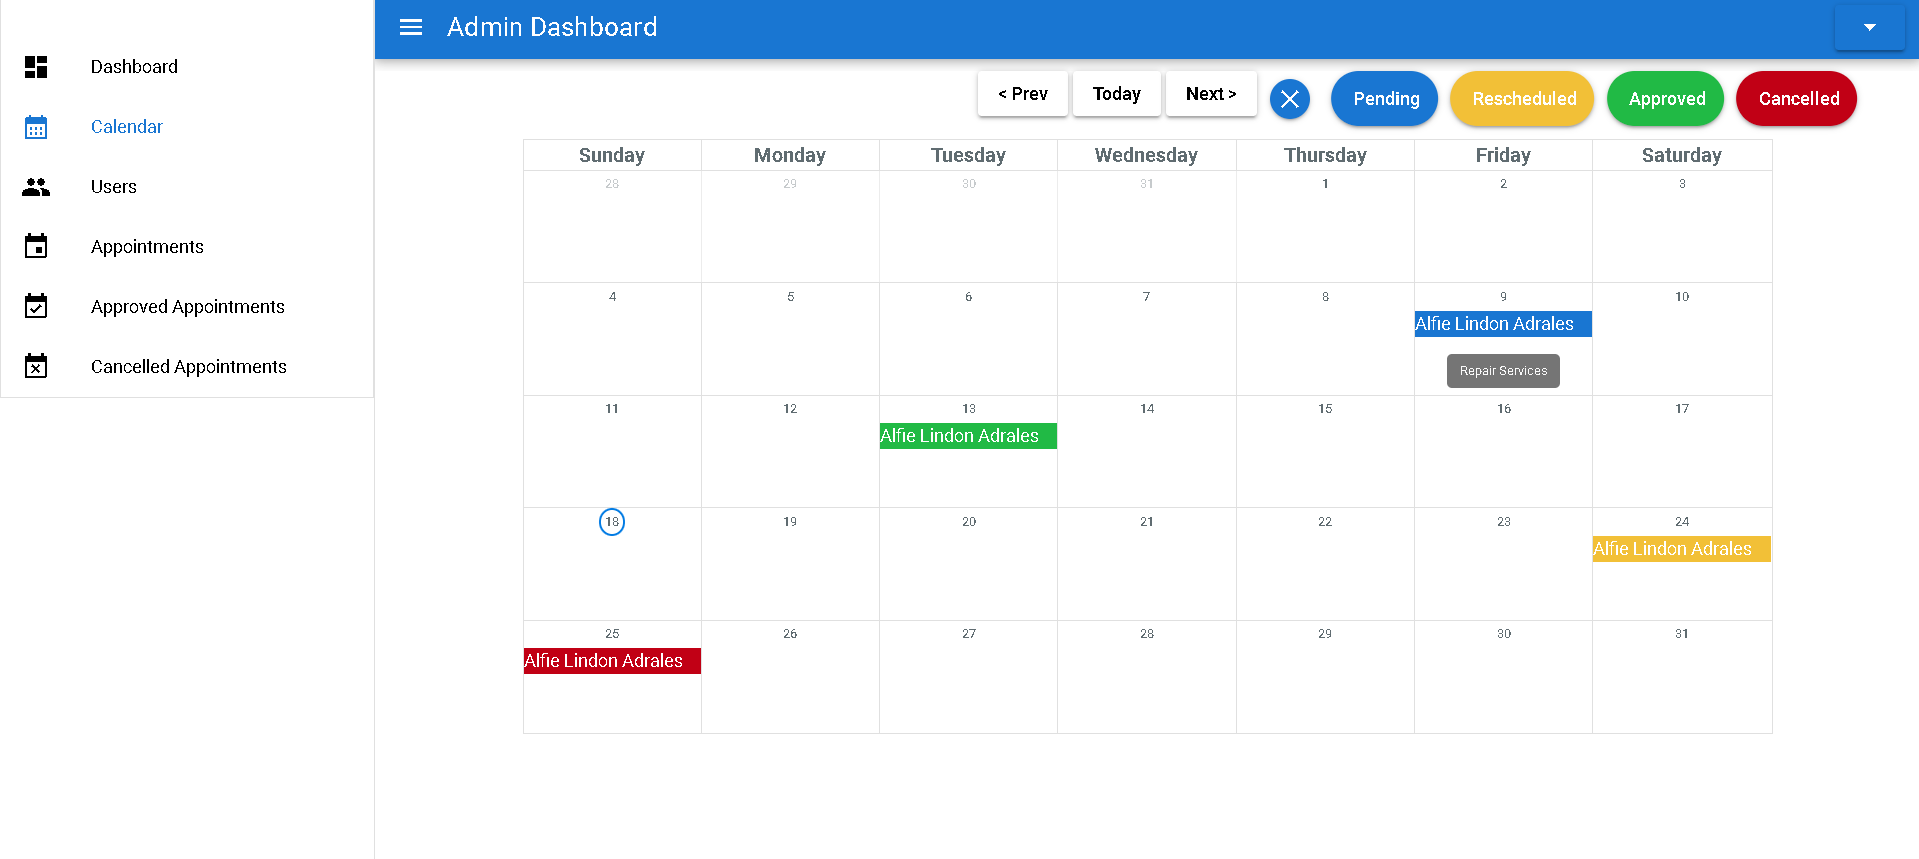 Admin Dashboard
Dashboard
Calendar
Users
Appointments
Approved Appointments
Cancelled Appointments
< Prev Today Next > Pending Rescheduled Approved Cancelled
Sunday Monday Tuesday Wednesday Thursday Friday Saturday
28 29 30 31 1 2 3
4 5 6 7 8 9 10
Alfie Lindon Adrales
Repair Services
11 12 13 14 15 16 17
Alfie Lindon Adrales
18 19 20 21 22 23 24
Alfie Lindon Adrales
25 26 27 28 29 30 31
Alfie Lindon Adrales